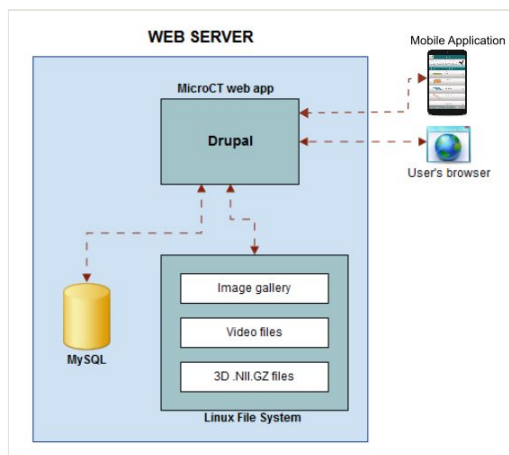 WEB SERVER
Mobile Application
MicroCT web app
Drupal
User's browser
Image gallery
Video files
MySQL
3D .NII.GZ files
Linux File System